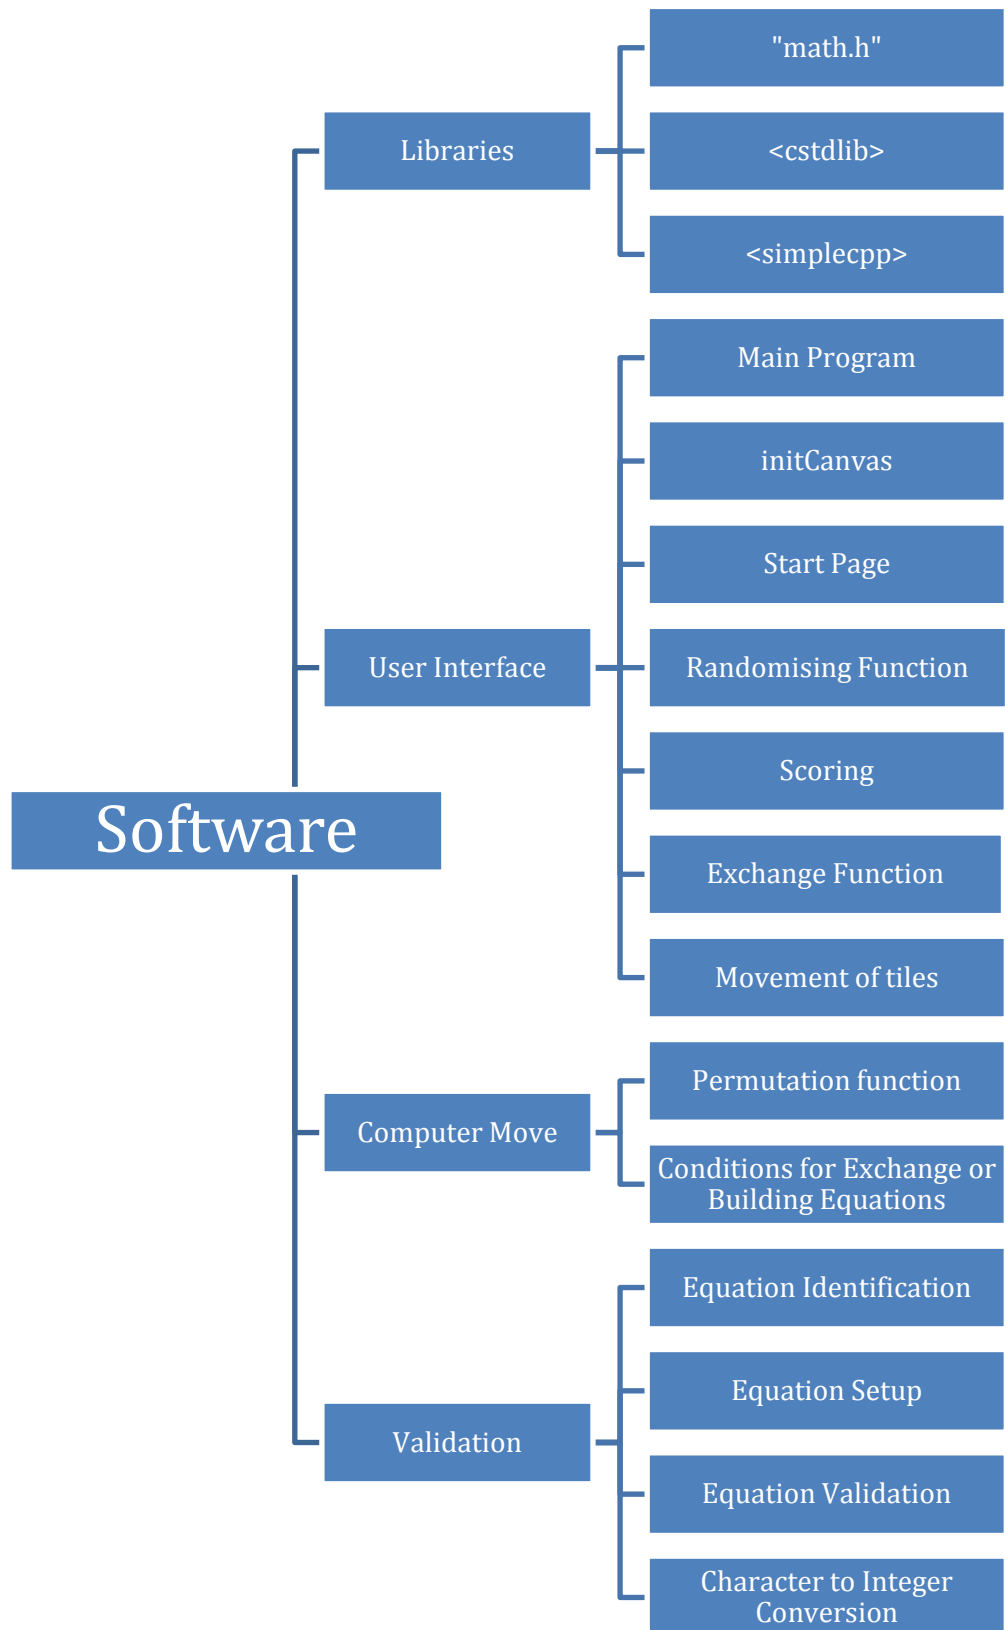 "math.h"
Libraries
<cstdlib>
<simplecpp>
Main Program
initCanvas
Start Page
User Interface
Randomising Function
Scoring
Software
Exchange Function
Movement of tiles
Permutation function
Computer Move
Conditions for Exchange or
Building Equations
Equation Identification
Equation Setup
Validation
Equation Validation
Character to Integer
Conversion